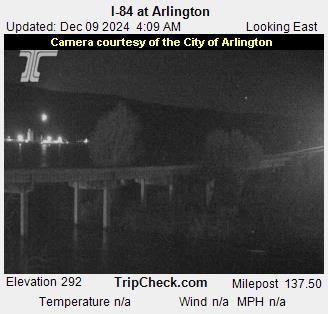 I-84 at Arlington
Updated: Dec 09 2024 4:09 AM Looking East
Camera courtesy of the City of Arlington
Elevation 292 TripCheck.com Milepost 137.50
Temperature n/a Wind n/a MPH n/a